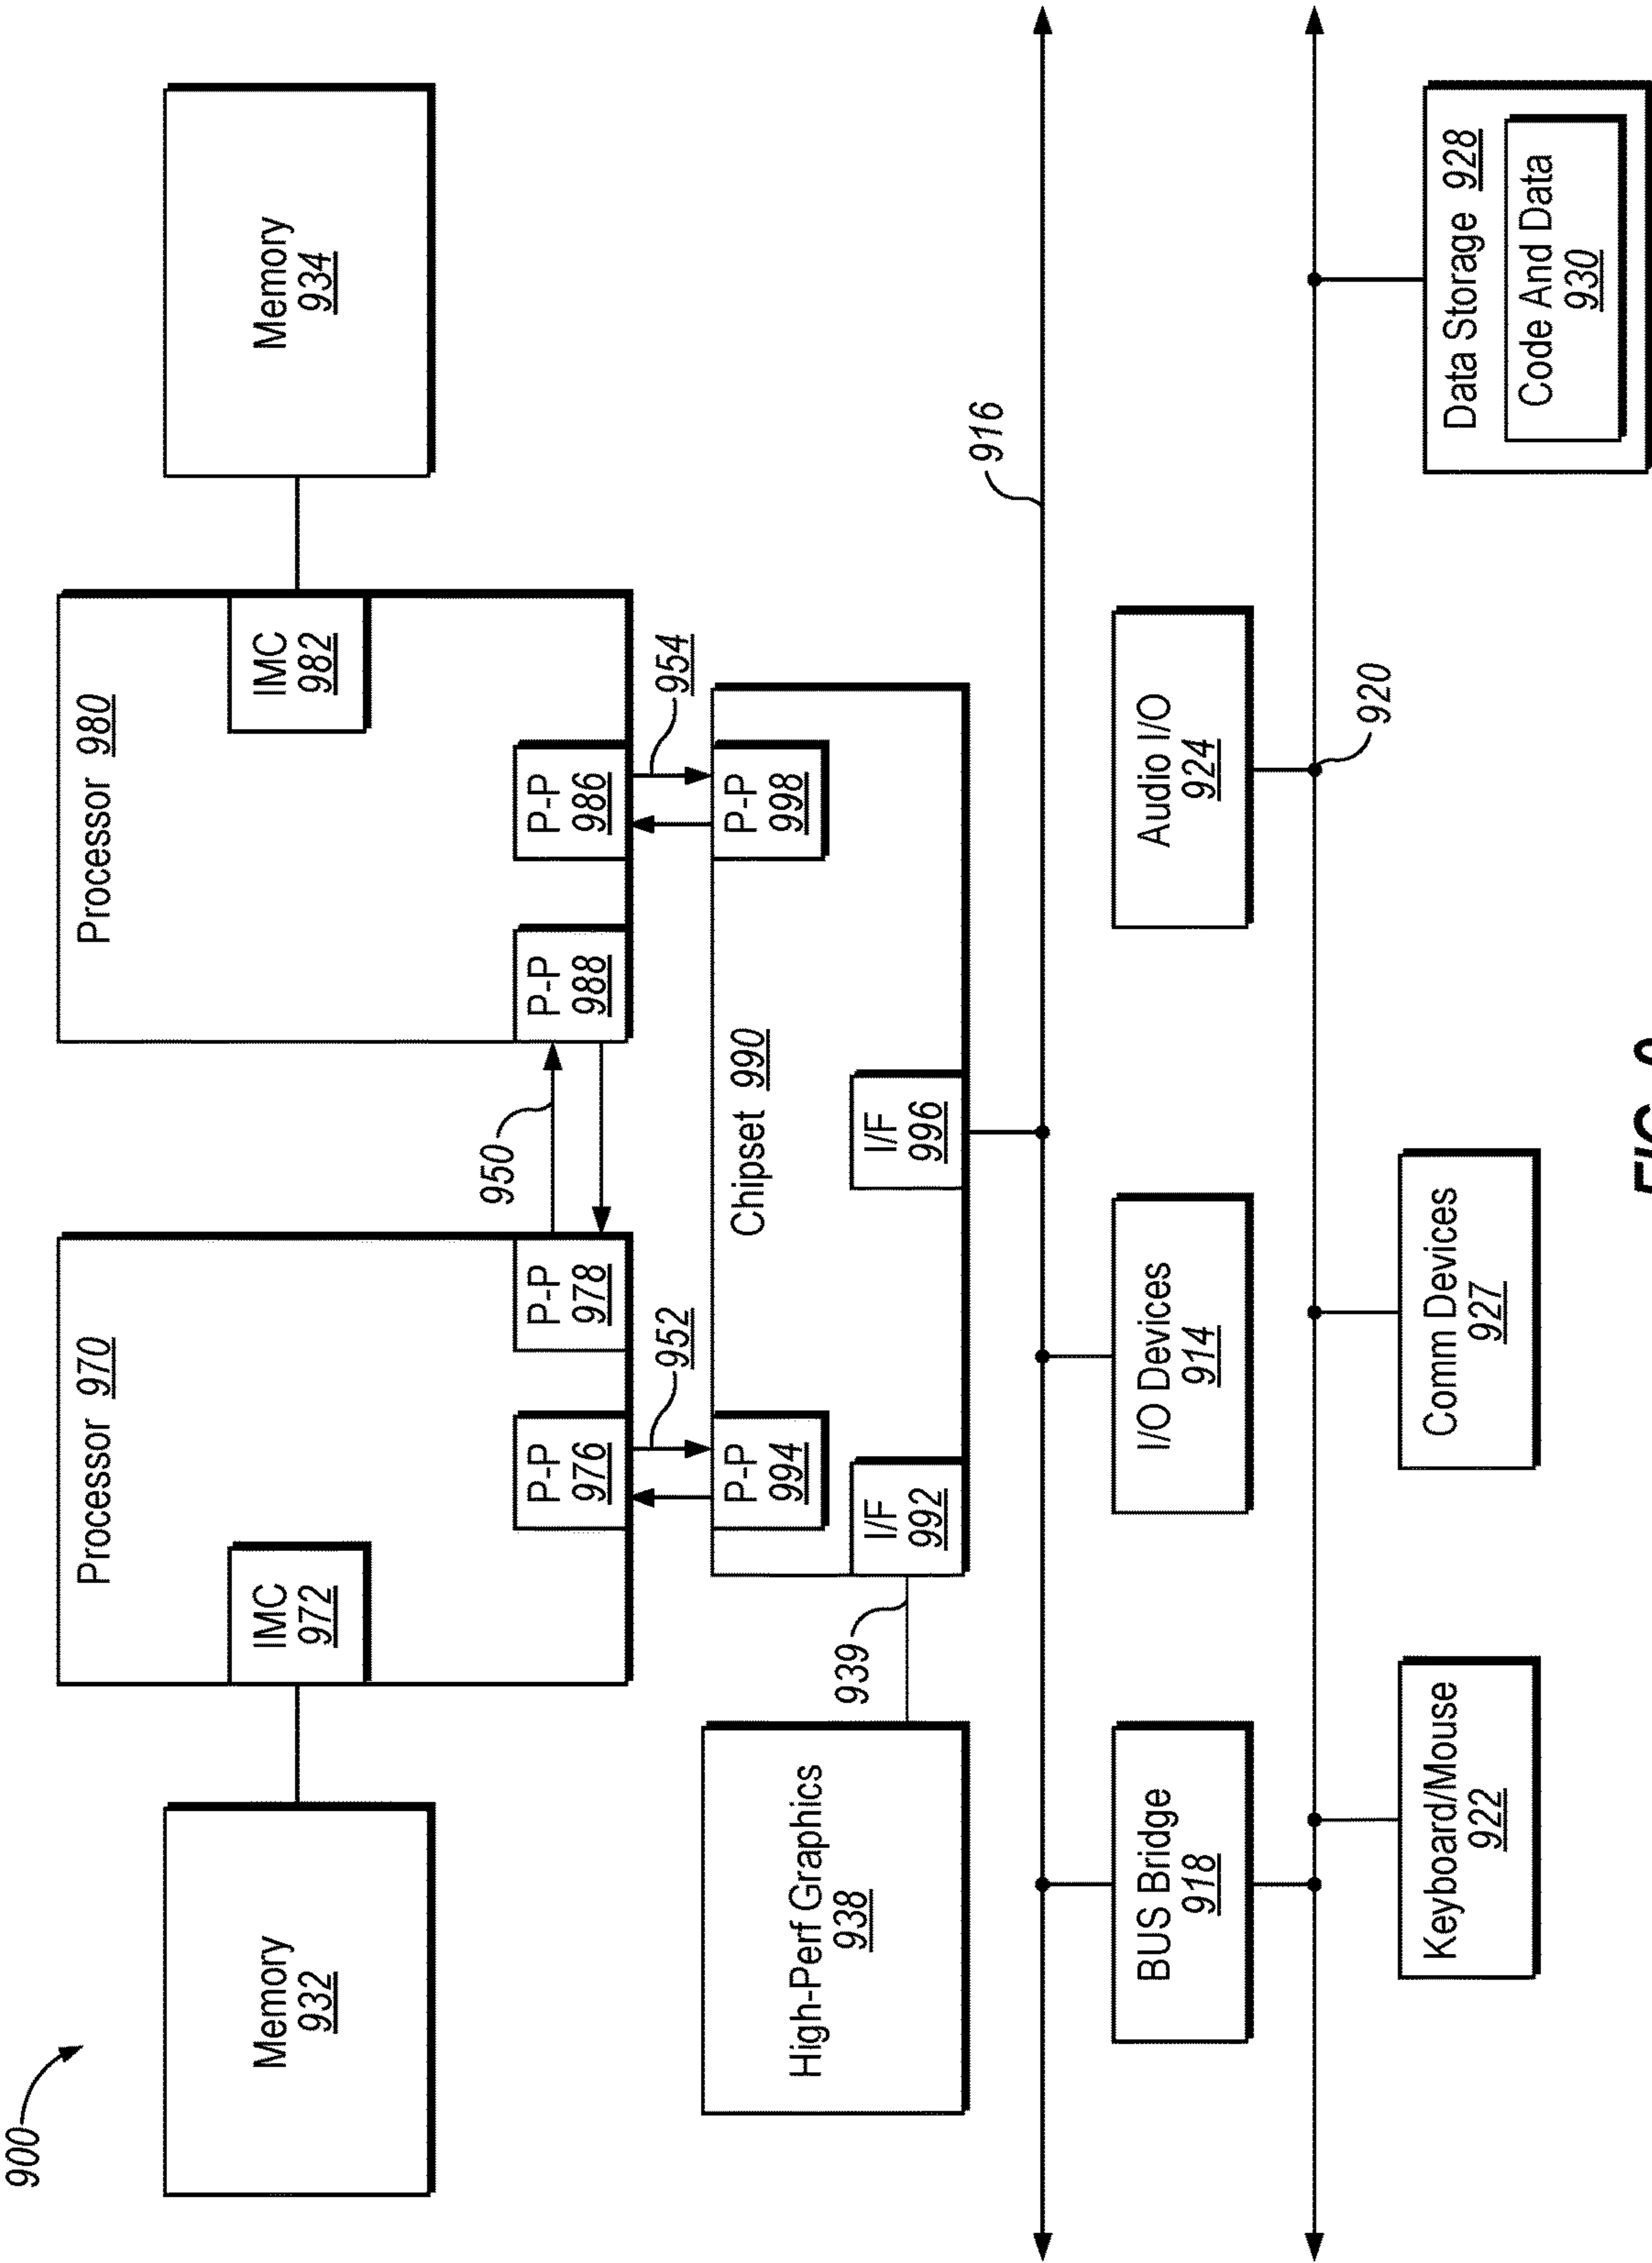 900
Processor 970
Processor 980
Memory
932
IMC
972
IMC
982
Memory
934
950
P-P
976
P-P
978
P-P
988
P-P
986
952
954
P-P
994
Chipset 990
P-P
998
High-Perf Graphics
938
939
I/F
992
I/F
996
916
BUS Bridge
918
I/O Devices
914
Audio I/O
924
920
Keyboard/Mouse
922
Comm Devices
927
Data Storage 928
Code And Data
930
FIG. 9